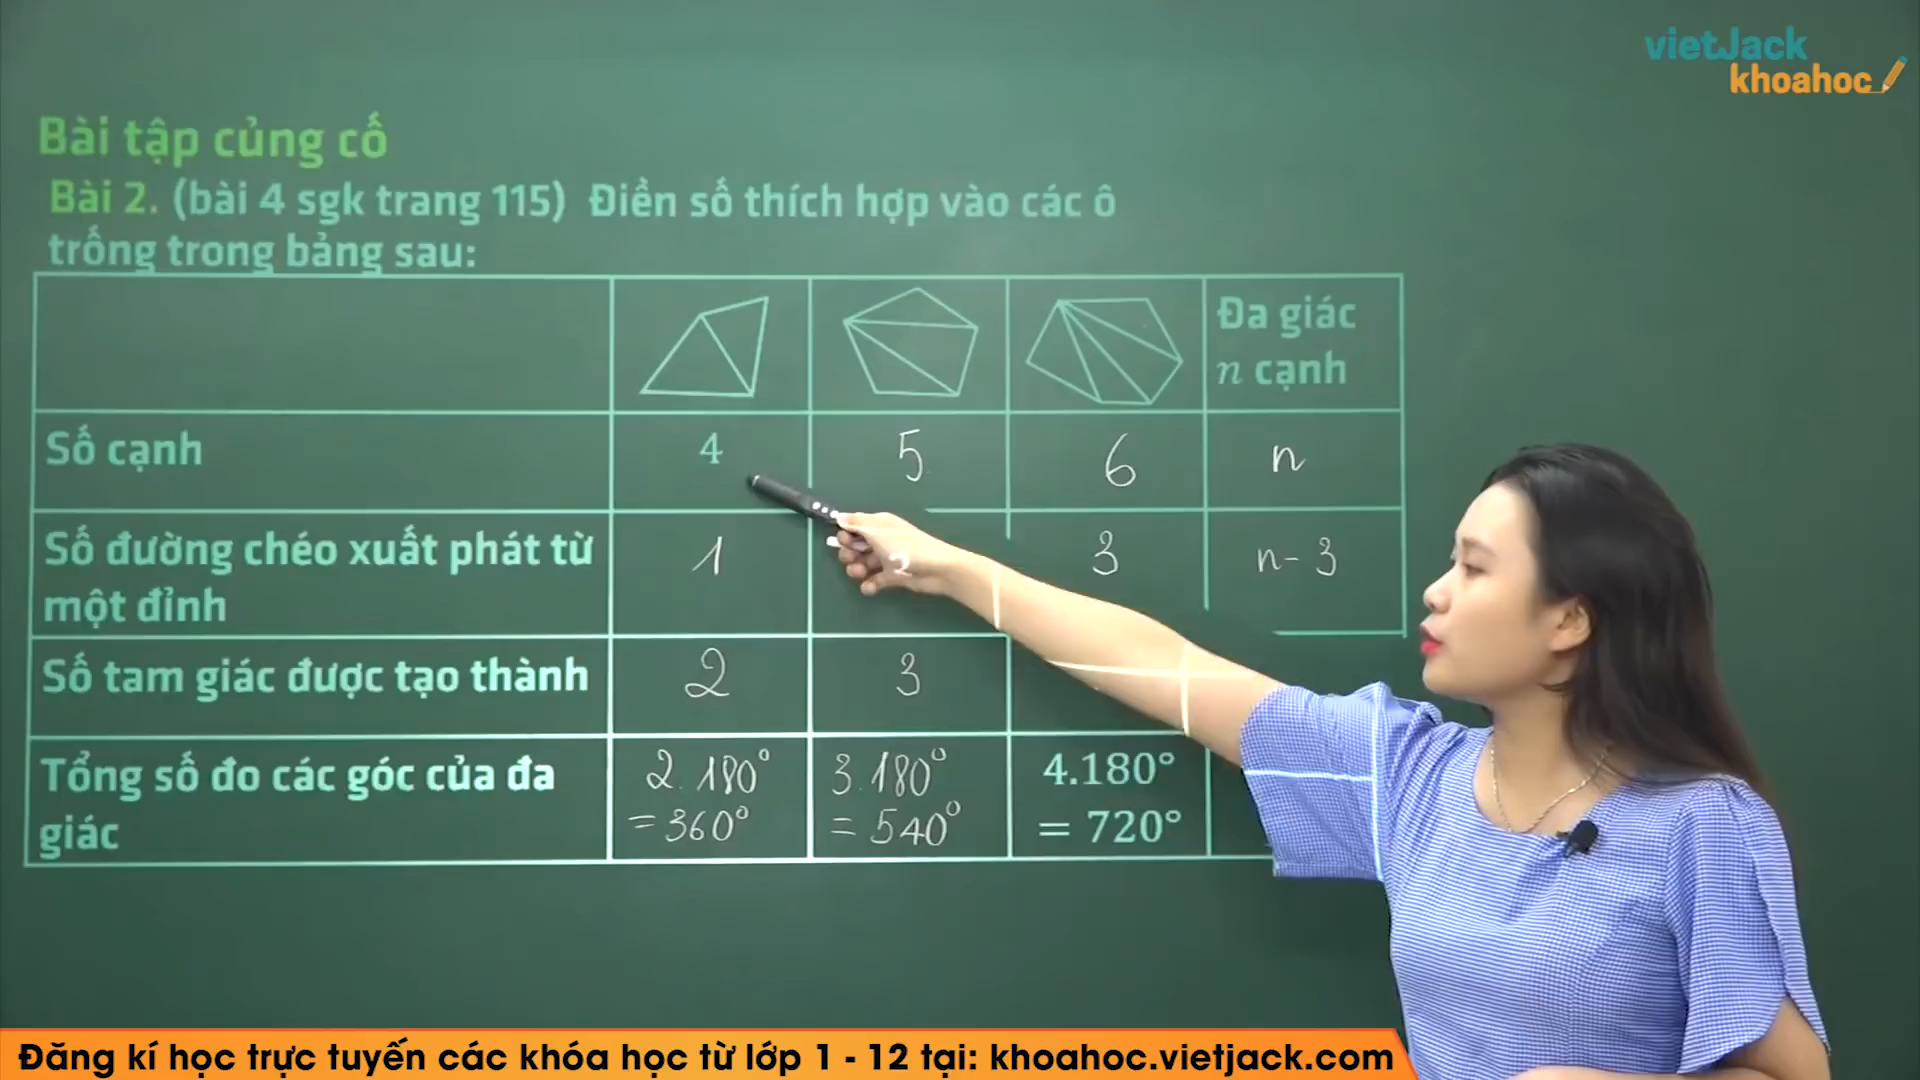 vietJack
khoahoc
Bài tập củng cố
Bài 2. (bài 4 sgk trang 115) Điền số thích hợp vào các ô
trống trong bảng sau:
Đa giác
n cạnh
Số cạnh 4 5 6 n
Số đường chéo xuất phát từ
một đỉnh 1 2 3 n-3
Số tam giác được tạo thành 2 3
Tổng số đo các góc của đa
giác
2.180° 3.180° 4.180°
=360° = 540° = 720°
Đăng kí học trực tuyến các khóa học từ lớp 1 - 12 tại: khoahoc.vietjack.com